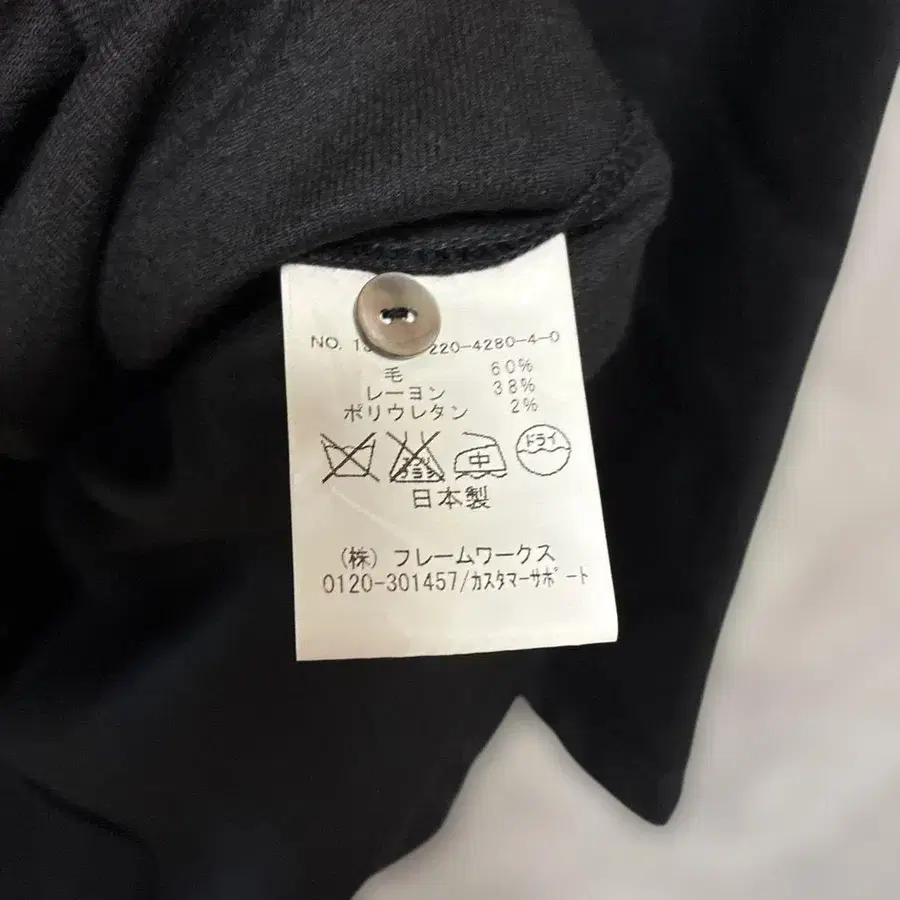 NO. 220-4280-4-0
毛 60%
レーヨン 38%
ポリウレタン 2%
中 ドライ
日本製
(株) フレームワークス
0120-301457/カスタマーサポート